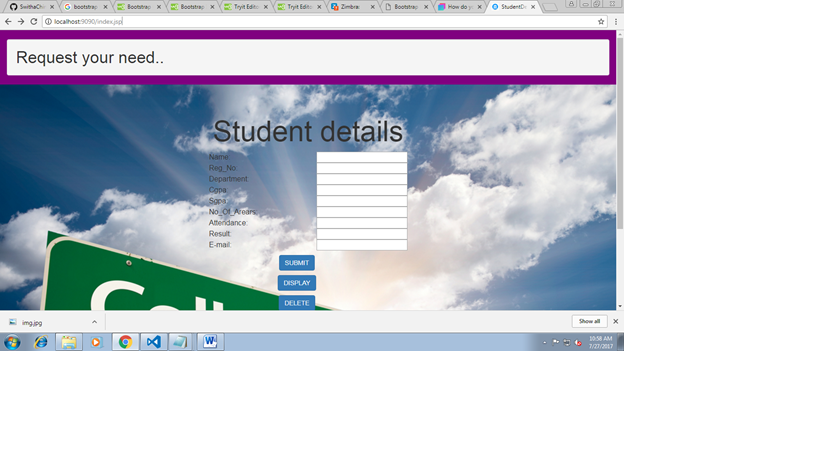 SwithaCh
bootstrap
Bootstrap
Bootstrap
Tryit Edito
Tryit Edito
Zimbra:
Bootstrap
How do yo
StudentDe
localhost:9090/index.jsp
Request your need..
Student details
Name:
Reg_No:
Department:
Cgpa:
Sgpa:
No_Of_Arears:
Attendance:
Result:
E-mail:
SUBMIT
DISPLAY
DELETE
img.jpg
Show all
10:58 AM
7/27/2017